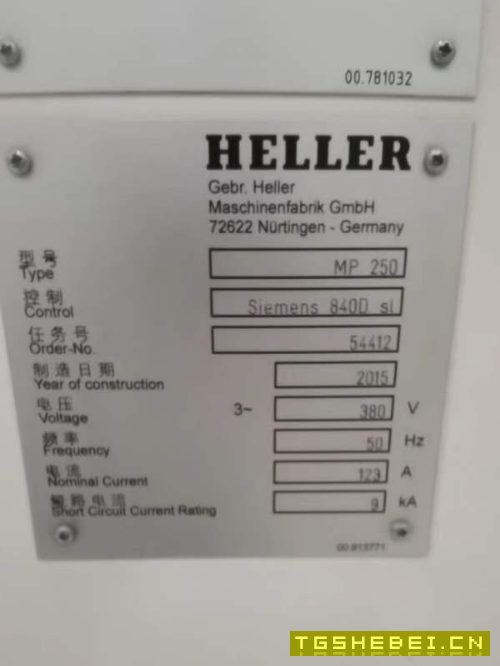 00.781032
HELLER
Gebr. Heller
Maschinenfabrik GmbH
72622 Nürtingen - Germany
型号
Type MP 250
控制
Control Siemens 840D sl
任务号
Order-No. 54412
制造日期
Year of construction 2015
电压
Voltage 3~ 380 V
频率
Frequency 50 Hz
电流
Nominal Current 123 A
短路电流
Short Circuit Current Rating 9 kA
00.913771
TGSHEBEI.CN